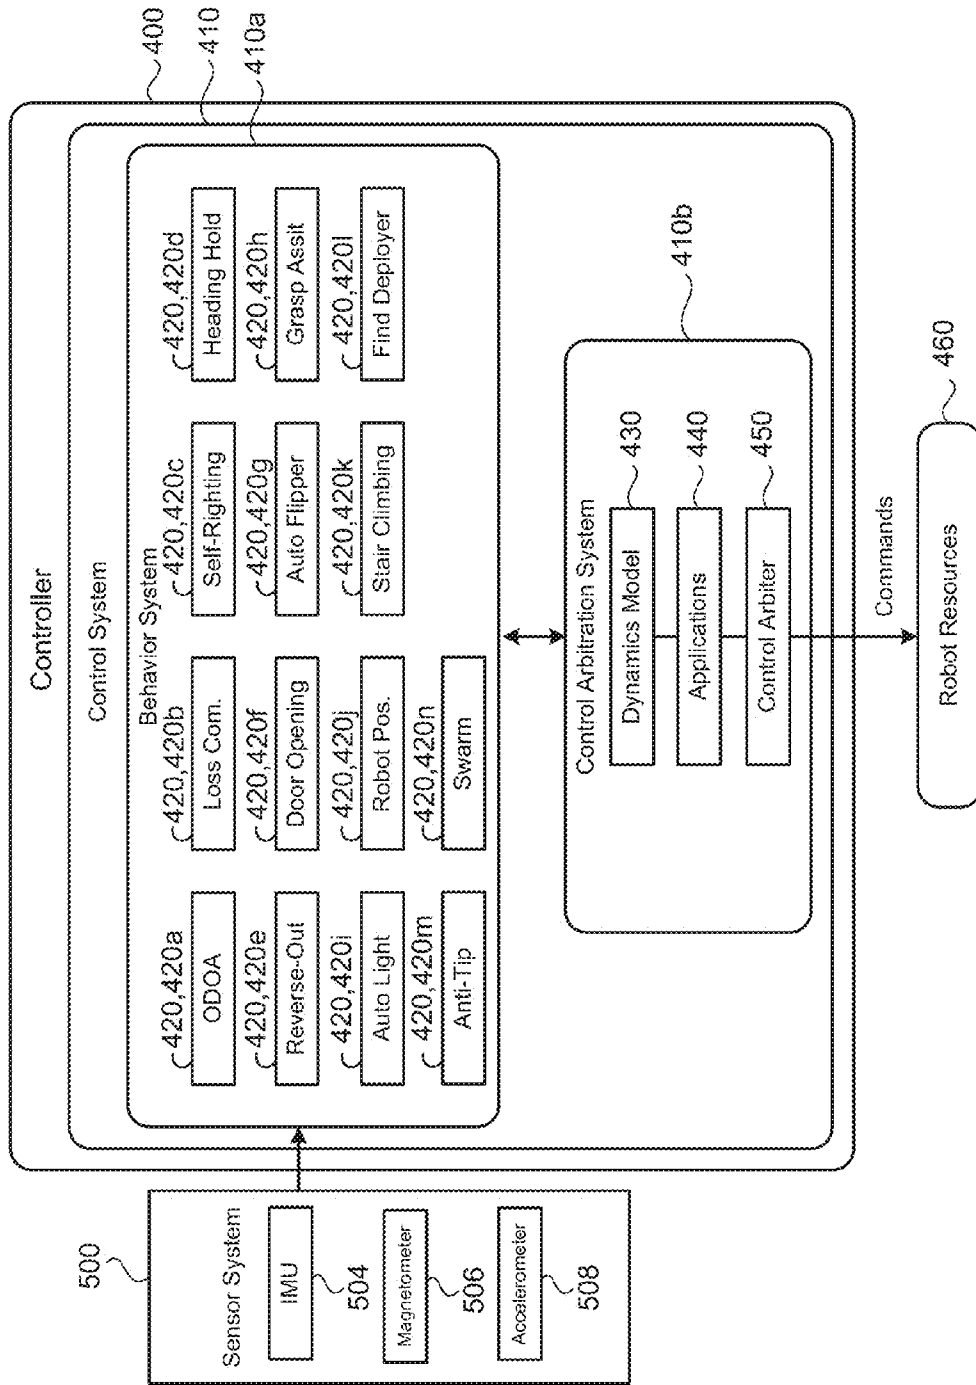 Controller
400
Control System
410
Behavior System
410a
420,420a
ODOA
420,420b
Loss Com.
420,420c
Self-Righting
420,420d
Heading Hold
420,420e
Reverse-Out
420,420f
Door Opening
420,420g
Auto Flipper
420,420h
Grasp Assit
420,420i
Auto Light
420,420j
Robot Pos.
420,420k
Stair Climbing
420,420l
Find Deployer
420,420m
Anti-Tip
420,420n
Swarm
500
Sensor System
IMU
504
Magnetometer
506
Accelerometer
508
Control Arbitration System
410b
Dynamics Model
430
Applications
440
Control Arbiter
450
Commands
Robot Resources
460